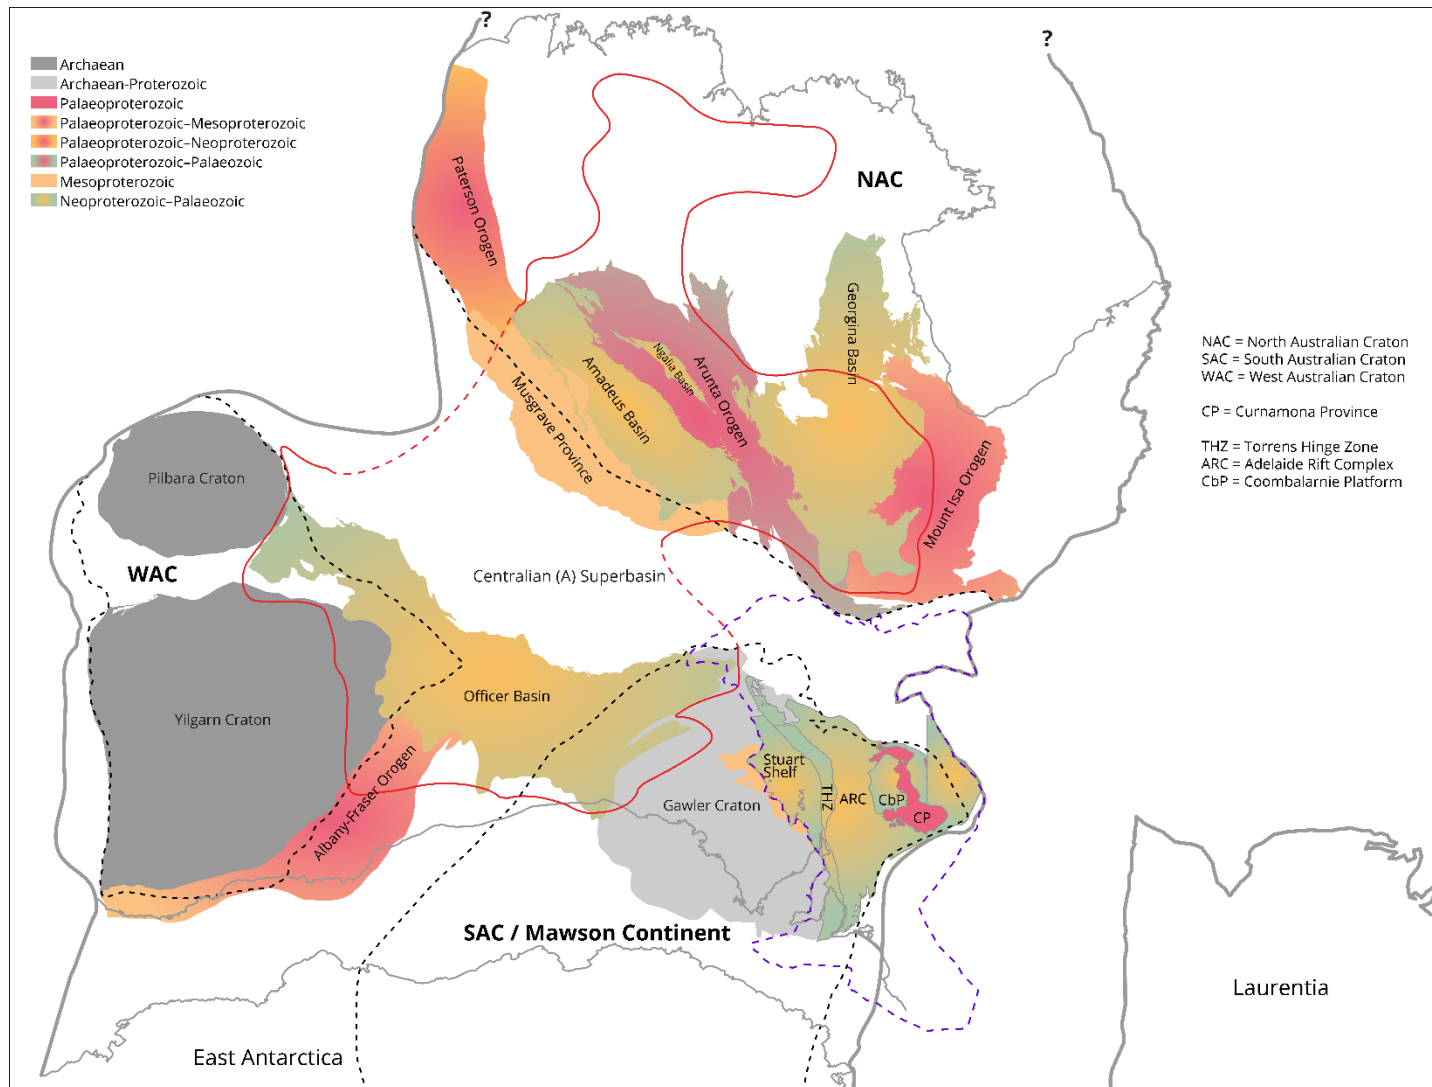 ?
?
Archaean
Archaean-Proterozoic
Palaeoproterozoic
Palaeoproterozoic–Mesoproterozoic
Palaeoproterozoic–Neoproterozoic
Palaeoproterozoic–Palaeozoic
Mesoproterozoic
Neoproterozoic–Palaeozoic
NAC
Paterson Orogen
Georgina Basin
NAC = North Australian Craton
SAC = South Australian Craton
WAC = West Australian Craton
CP = Curnamona Province
THZ = Torrens Hinge Zone
ARC = Adelaide Rift Complex
CbP = Coombalarnie Platform
Ngalia Basin
Arunta Orogen
Amadeus Basin
Musgrave Province
Mount Isa Orogen
Pilbara Craton
WAC
Centralian (A) Superbasin
Officer Basin
Yilgarn Craton
Stuart
Shelf
THZ
ARC
CbP
CP
Gawler Craton
Albany-Fraser Orogen
SAC / Mawson Continent
Laurentia
East Antarctica